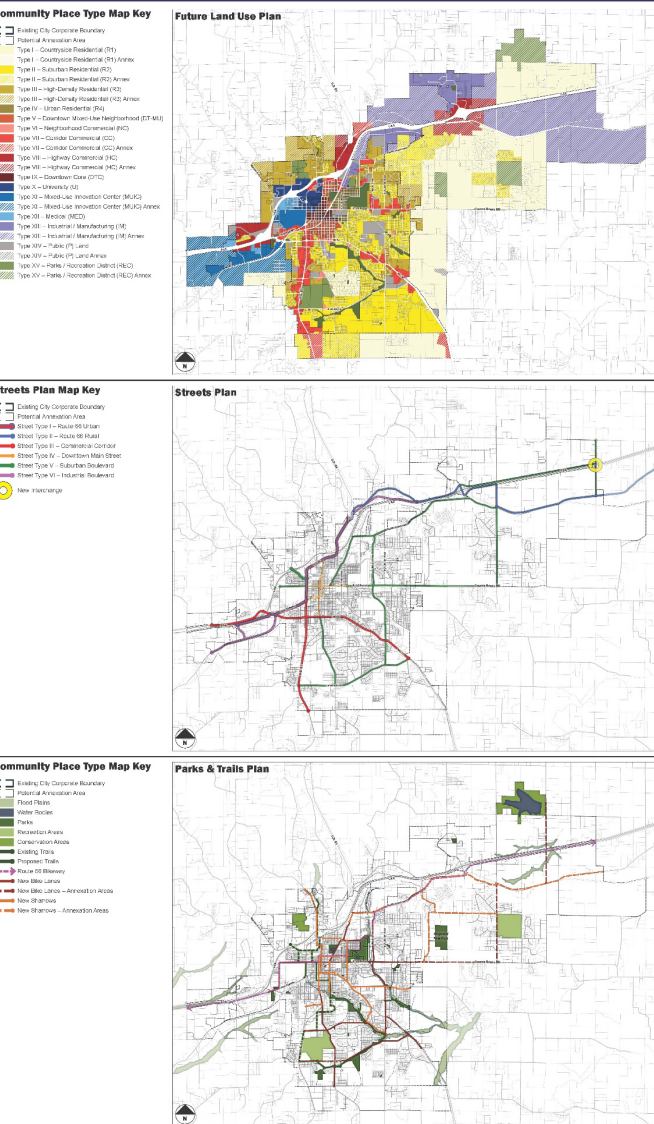 ommunity Place Type Map Key
Existing City Corporate Boundary
Potential Annexation Area
Type I – Countryside Residential (R1)
Type I – Countryside Residential (R1) Annex
Type II – Suburban Residential (R2)
Type II – Suburban Residential (R2) Annex
Type III – High-Density Residential (R3)
Type III – High-Density Residential (R3) Annex
Type IV – Urban Residential (R4)
Type V – Downtown Mixed-Use Neighborhood (DT-MU)
Type VI – Neighborhood Commercial (NC)
Type VII – Corridor Commercial (CC)
Type VII – Corridor Commercial (CC) Annex
Type VIII – Highway Commercial (HC)
Type VIII – Highway Commercial (HC) Annex
Type IX – Downtown Core (DTC)
Type X – University (U)
Type XI – Mixed-Use Innovation Center (MUIC)
Type XI – Mixed-Use Innovation Center (MUIC) Annex
Type XII – Medical (MED)
Type XIII – Industrial / Manufacturing (IM)
Type XIII – Industrial / Manufacturing (IM) Annex
Type XIV – Public (P) Land
Type XIV – Public (P) Land Annex
Type XV – Parks / Recreation District (REC)
Type XV – Parks / Recreation District (REC) Annex
Future Land Use Plan
N
treets Plan Map Key
Existing City Corporate Boundary
Potential Annexation Area
Street Type I – Route 66 Urban
Street Type II – Route 66 Rural
Street Type III – Commercial Corridor
Street Type IV – Downtown Main Street
Street Type V – Suburban Boulevard
Street Type VI – Industrial Boulevard
New Interchange
Streets Plan
N
ommunity Place Type Map Key
Existing City Corporate Boundary
Potential Annexation Area
Flood Plains
Water Bodies
Parks
Recreation Areas
Conservation Areas
Existing Trails
Proposed Trails
Route 66 Bikeway
New Bike Lanes
New Bike Lanes – Annexation Areas
New Sharrows
New Sharrows – Annexation Areas
Parks & Trails Plan
N